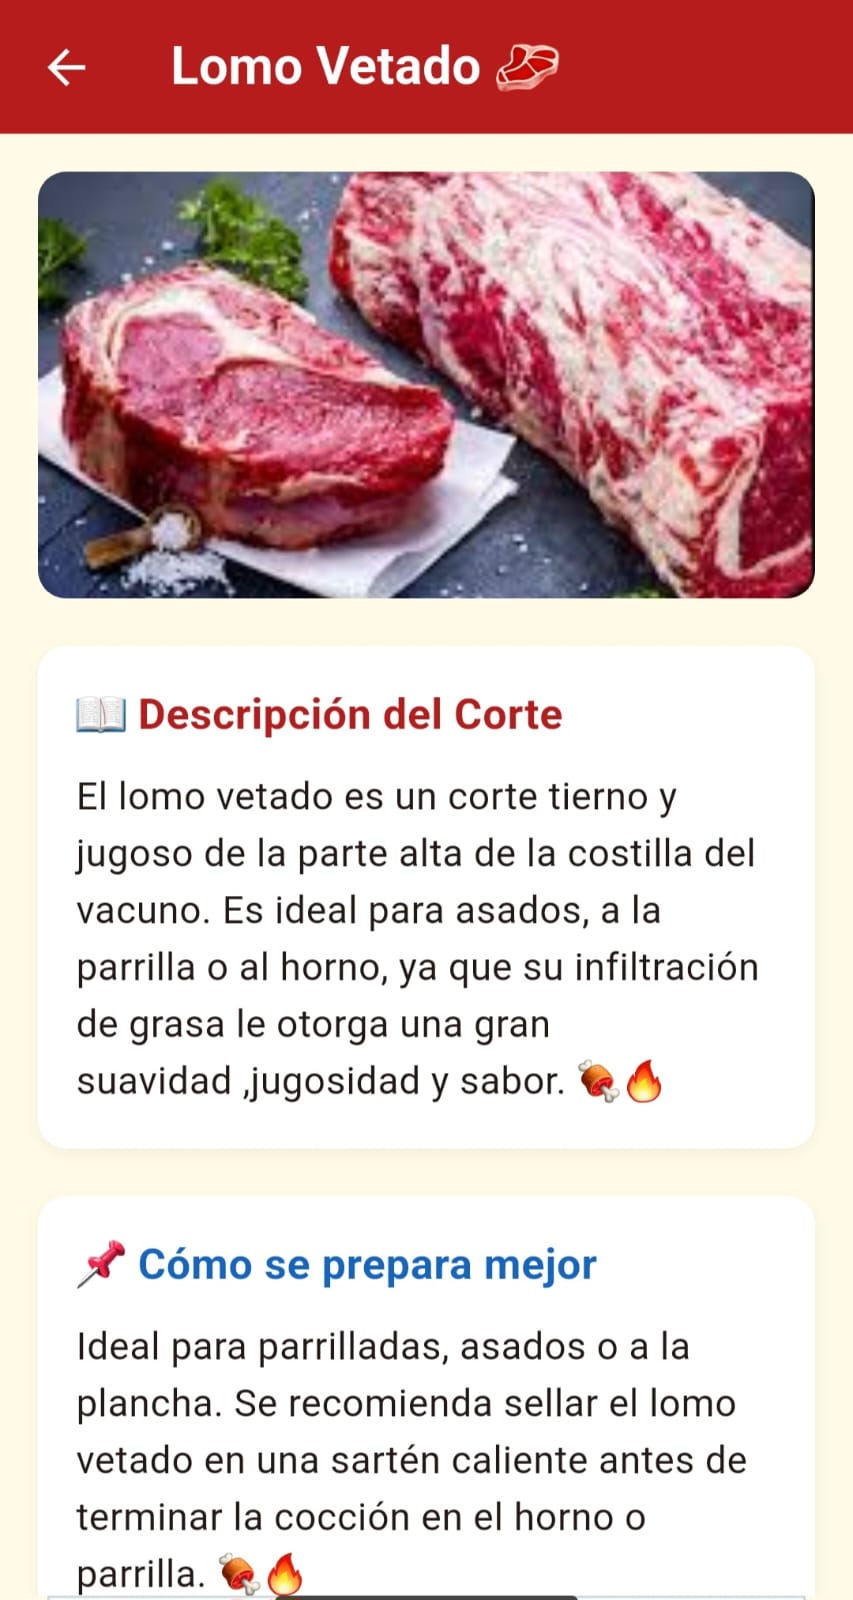 Lomo Vetado 🥩
📖 Descripción del Corte
El lomo vetado es un corte tierno y
jugoso de la parte alta de la costilla del
vacuno. Es ideal para asados, a la
parrilla o al horno, ya que su infiltración
de grasa le otorga una gran
suavidad ,jugosidad y sabor. 🍖🔥
📌 Cómo se prepara mejor
Ideal para parrilladas, asados o a la
plancha. Se recomienda sellar el lomo
vetado en una sartén caliente antes de
terminar la cocción en el horno o
parrilla. 🍖🔥